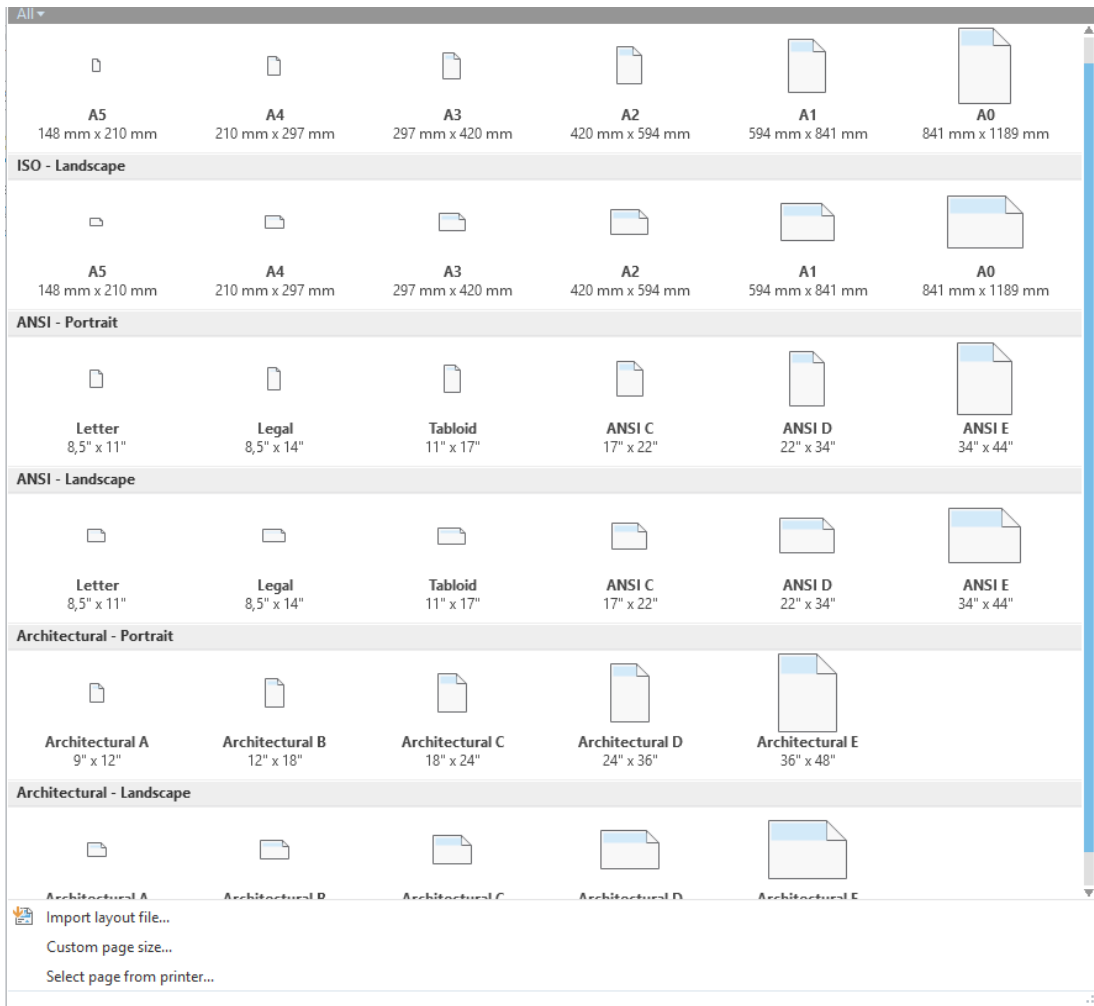 All
A5 A4 A3 A2 A1 A0
148 mm x 210 mm 210 mm x 297 mm 297 mm x 420 mm 420 mm x 594 mm 594 mm x 841 mm 841 mm x 1189 mm
ISO - Landscape
A5 A4 A3 A2 A1 A0
148 mm x 210 mm 210 mm x 297 mm 297 mm x 420 mm 420 mm x 594 mm 594 mm x 841 mm 841 mm x 1189 mm
ANSI - Portrait
Letter Legal Tabloid ANSI C ANSI D ANSI E
8,5" x 11" 8,5" x 14" 11" x 17" 17" x 22" 22" x 34" 34" x 44"
ANSI - Landscape
Letter Legal Tabloid ANSI C ANSI D ANSI E
8,5" x 11" 8,5" x 14" 11" x 17" 17" x 22" 22" x 34" 34" x 44"
Architectural - Portrait
Architectural A Architectural B Architectural C Architectural D Architectural E
9" x 12" 12" x 18" 18" x 24" 24" x 36" 36" x 48"
Architectural - Landscape
Architectural A Architectural B Architectural C Architectural D Architectural E
Import layout file...
Custom page size...
Select page from printer...